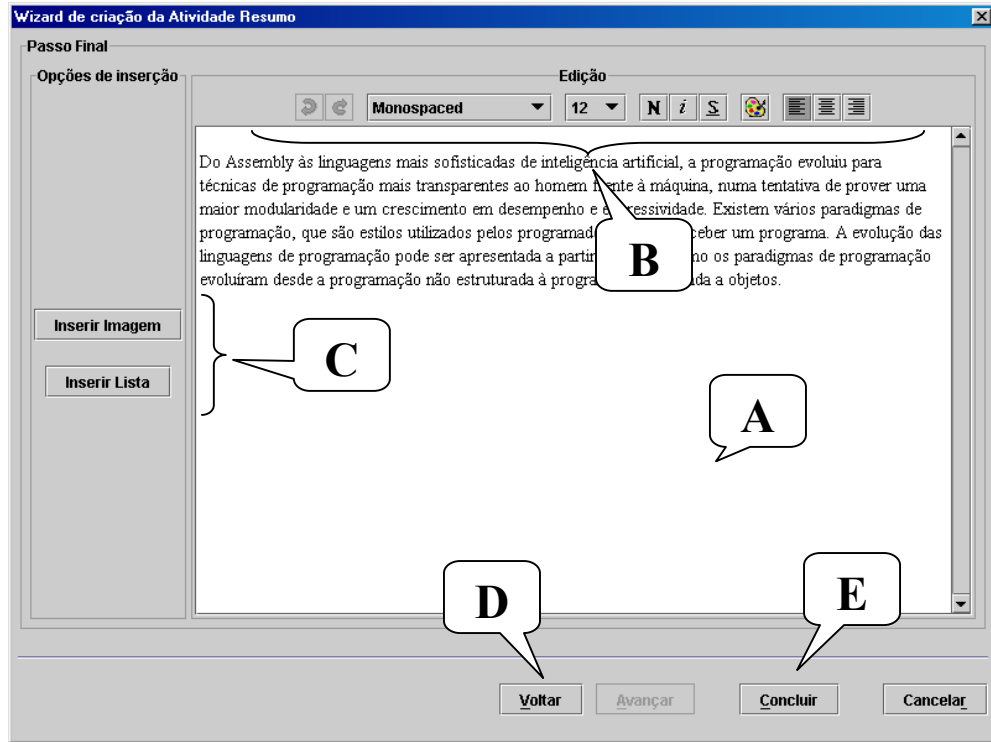 Wizard de criação da Atividade Resumo
Passo Final
Opções de inserção
Edição
Monospaced
12
N i S
Do Assembly às linguagens mais sofisticadas de inteligência artificial, a programação evoluiu para
técnicas de programação mais transparentes ao homem frente à máquina, numa tentativa de prover uma
maior modularidade e um crescimento em desempenho e expressividade. Existem vários paradigmas de
programação, que são estilos utilizados pelos um programa. A evolução das
linguagens de programação pode ser apresentada a partir os paradigmas de programação
evoluíram desde a programação não estruturada à a objetos.
B
Inserir Imagem
Inserir Lista
C
A
D
E
Voltar
Avançar
Concluir
Cancelar